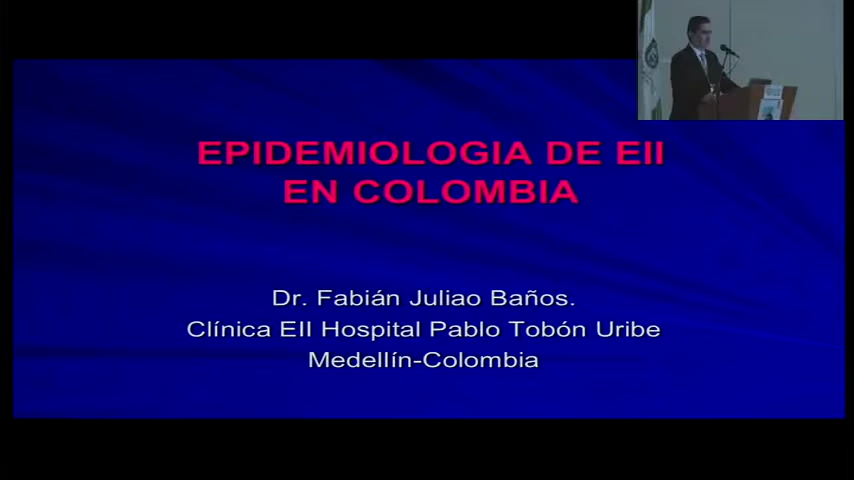 EPIDEMIOLOGIA DE EII
EN COLOMBIA
Dr. Fabián Juliao Baños.
Clínica EII Hospital Pablo Tobón Uribe
Medellín-Colombia